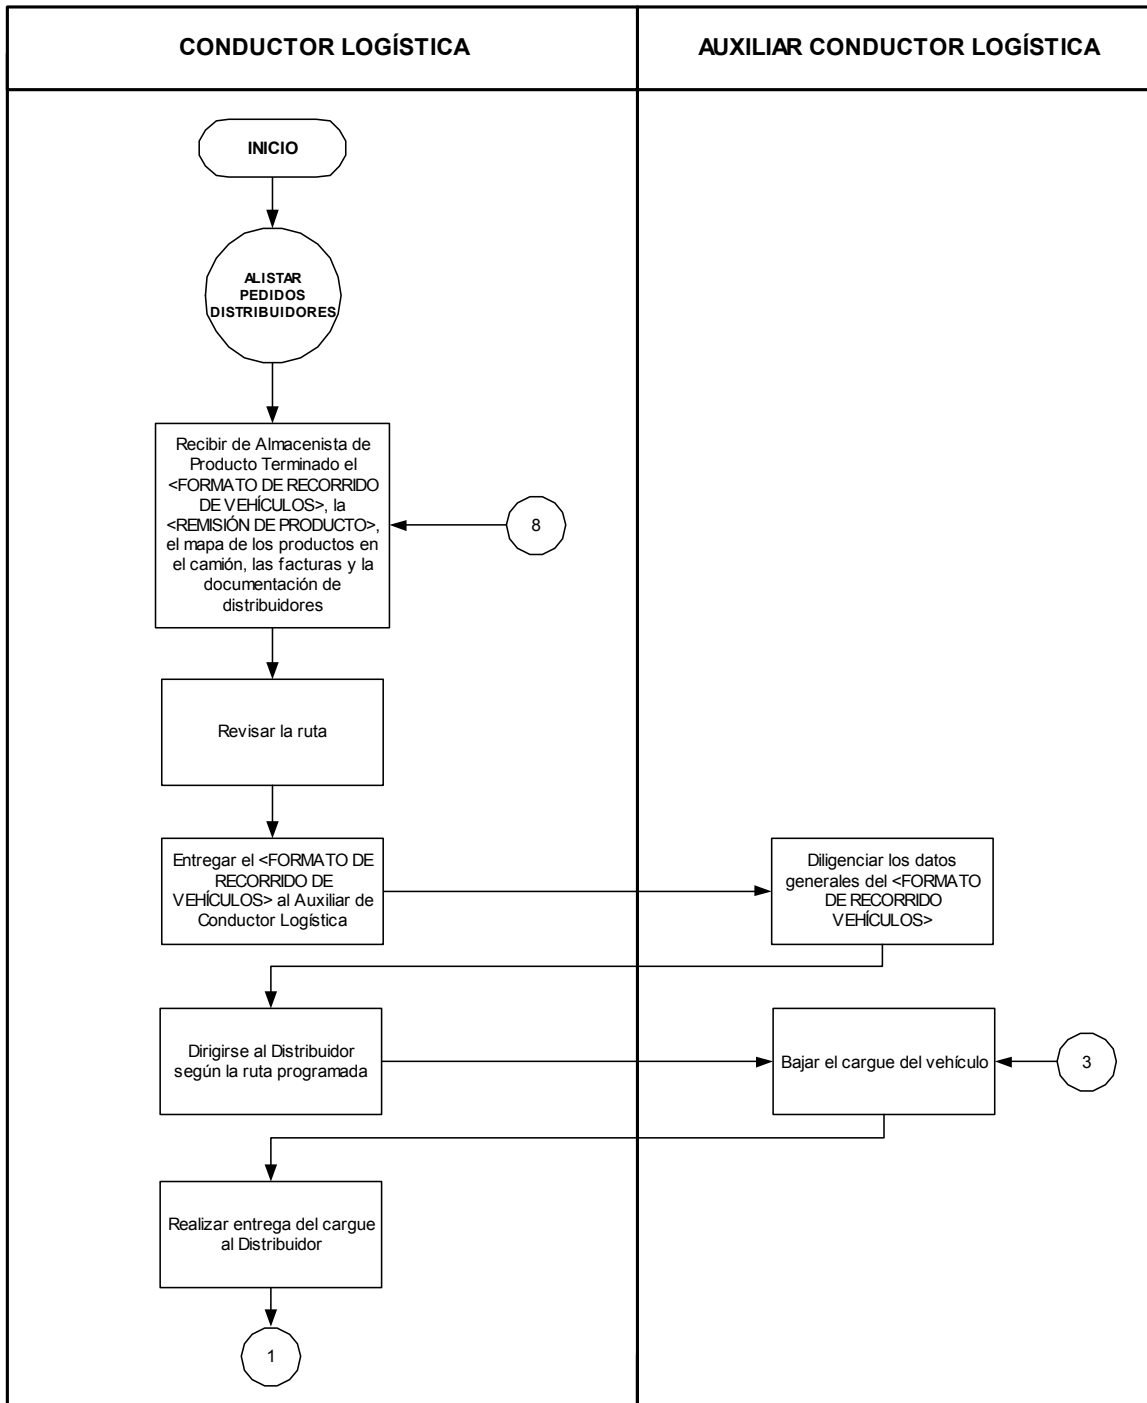 CONDUCTOR LOGÍSTICA
AUXILIAR CONDUCTOR LOGÍSTICA
INICIO
ALISTAR
PEDIDOS
DISTRIBUIDORES
Recibir de Almacenista de
Producto Terminado el
<FORMATO DE RECORRIDO
DE VEHÍCULOS>, la
<REMISIÓN DE PRODUCTO>,
el mapa de los productos en
el camión, las facturas y la
documentación de
distribuidores
8
Revisar la ruta
Entregar el <FORMATO DE
RECORRIDO DE
VEHÍCULOS> al Auxiliar de
Conductor Logística
Diligenciar los datos
generales del <FORMATO
DE RECORRIDO
VEHÍCULOS>
Dirigirse al Distribuidor
según la ruta programada
Bajar el cargue del vehículo
3
Realizar entrega del cargue
al Distribuidor
1